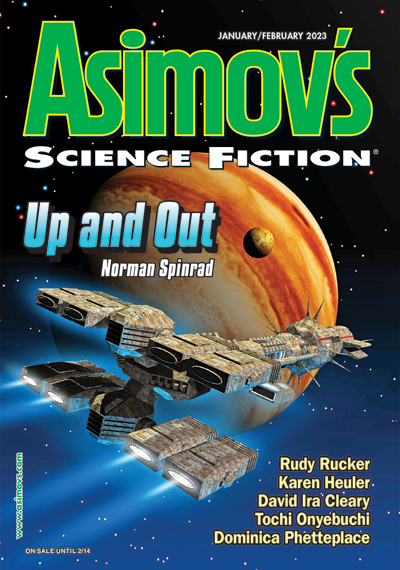 JANUARY/FEBRUARY 2023
Asimov's
SCIENCE FICTION®
Up and Out
Norman Spinrad
Rudy Rucker
Karen Heuler
David Ira Cleary
Tochi Onyebuchi
Dominica Phetteplace
www.asimovs.com
ON SALE UNTIL 2/14